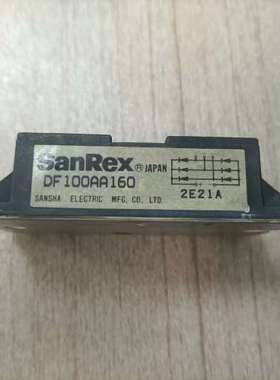 SanRex ® JAPAN
DF100AA160
SANSHA ELECTRIC MFG. CO. LTD.
2E21A